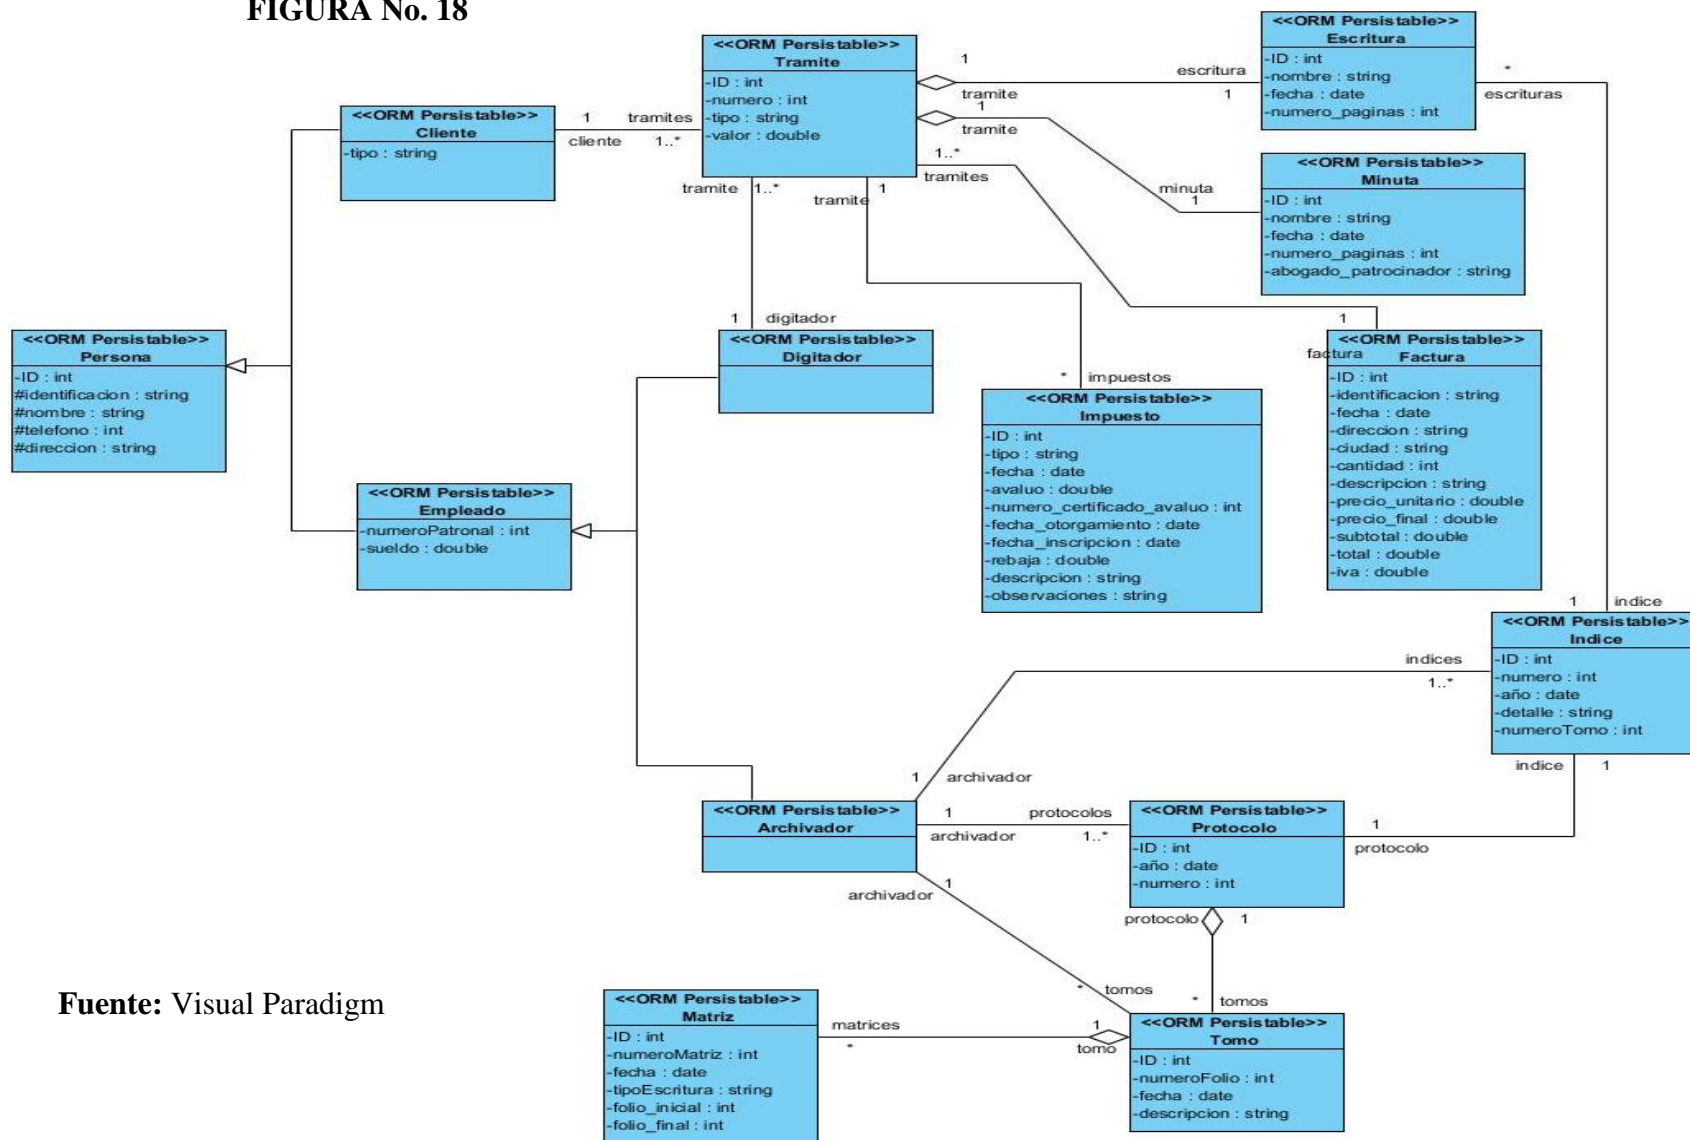 FIGURA No. 18
<<ORM Persistable>>
Tramite
-ID : int
-numero : int
-tipo : string
-valor : double
<<ORM Persistable>>
Escritura
-ID : int
-nombre : string
-fecha : date
-numero_paginas : int
1
tramite
escritura
1
*
escrituras
1
tramite
<<ORM Persistable>>
Cliente
-tipo : string
1
cliente
tramites
1..*
1..*
tramites
minuta
1
<<ORM Persistable>>
Minuta
-ID : int
-nombre : string
-fecha : date
-numero_paginas : int
-abogado_patrocinador : string
tramite
1..*
tramite
1
1
digitador
<<ORM Persistable>>
Persona
-ID : int
#identificacion : string
#nombre : string
#telefono : int
#direccion : string
<<ORM Persistable>>
Digitador
1
factura
<<ORM Persistable>>
Factura
-ID : int
-identificacion : string
-fecha : date
-direccion : string
-ciudad : string
-cantidad : int
-descripcion : string
-precio_unitario : double
-precio_final : double
-subtotal : double
-total : double
-iva : double
*
impuestos
<<ORM Persistable>>
Impuesto
-ID : int
-tipo : string
-fecha : date
-avaluo : double
-numero_certificado_avaluo : int
-fecha_otorgamiento : date
-fecha_inscripcion : date
-rebaja : double
-descripcion : string
-observaciones : string
<<ORM Persistable>>
Empleado
-numeroPatronal : int
-sueldo : double
1
indice
<<ORM Persistable>>
Indice
-ID : int
-numero : int
-año : date
-detalle : string
-numeroTomo : int
indices
1..*
indice
1
1
archivador
<<ORM Persistable>>
Archivador
1
archivador
protocolos
1..*
<<ORM Persistable>>
Protocolo
-ID : int
-año : date
-numero : int
1
protocolo
archivador
1
protocolo
1
*
tomos
*
tomos
Fuente: Visual Paradigm
<<ORM Persistable>>
Matriz
-ID : int
-numeroMatriz : int
-fecha : date
-tipoEscritura : string
-folio_inicial : int
-folio_final : int
matrices
*
1
tomo
<<ORM Persistable>>
Tomo
-ID : int
-numeroFolio : int
-fecha : date
-descripcion : string